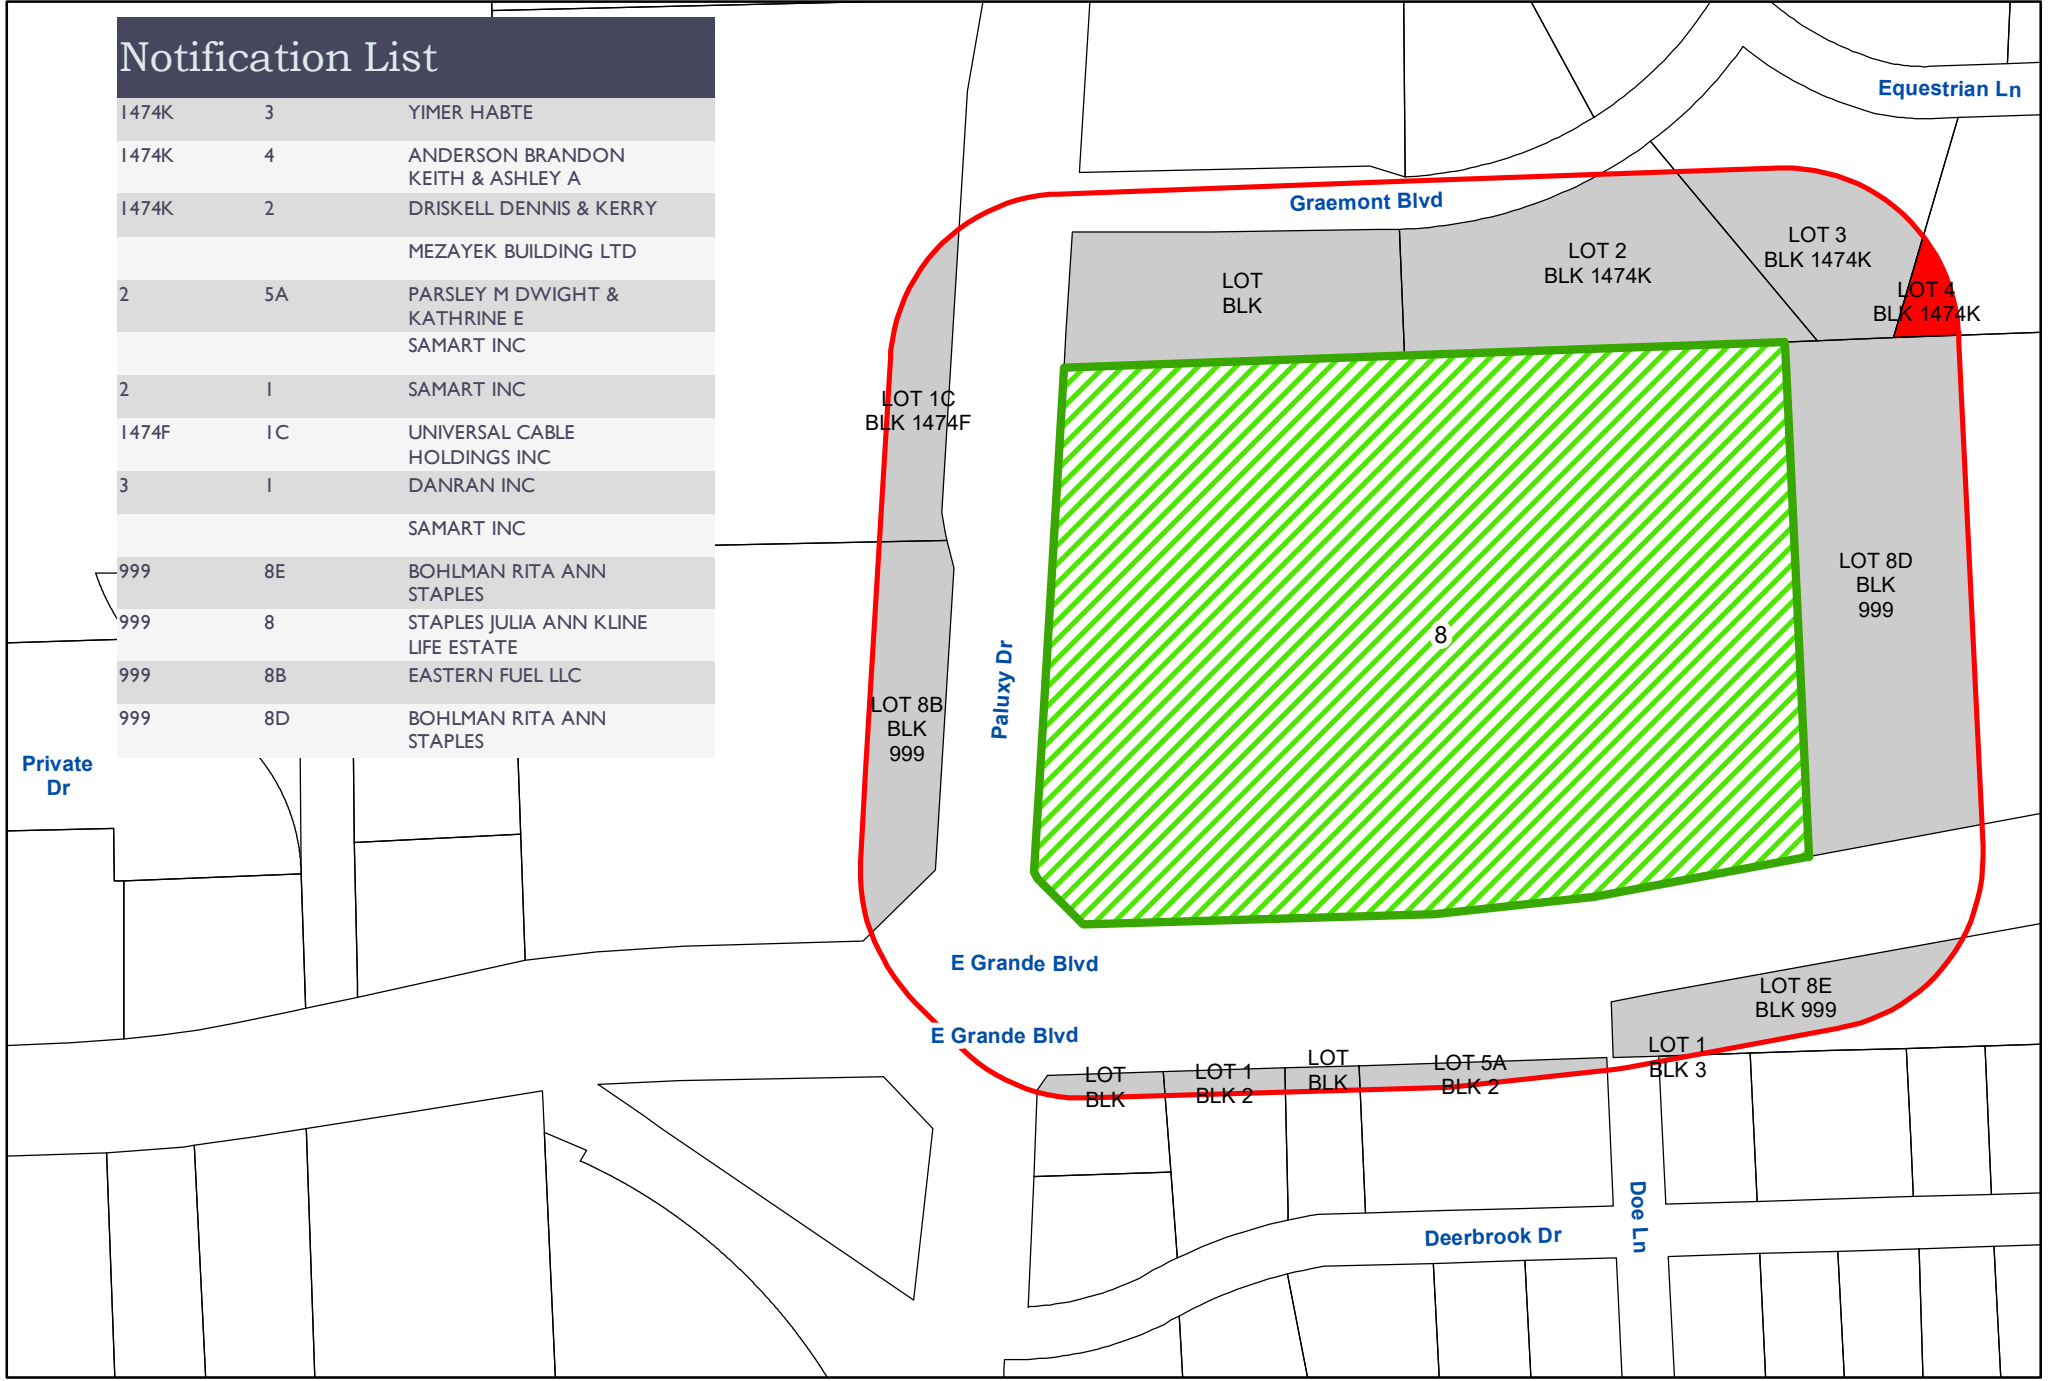 Notification List
1474K 3 YIMER HABTE
1474K 4 ANDERSON BRANDON
KEITH & ASHLEY A
1474K 2 DRISKELL DENNIS & KERRY
MEZAYEK BUILDING LTD
2 5A PARSLEY M DWIGHT &
KATHRINE E
SAMART INC
2 1 SAMART INC
1474F 1C UNIVERSAL CABLE
HOLDINGS INC
3 1 DANRAN INC
SAMART INC
999 8E BOHLMAN RITA ANN
STAPLES
999 8 STAPLES JULIA ANN KLINE
LIFE ESTATE
999 8B EASTERN FUEL LLC
999 8D BOHLMAN RITA ANN
STAPLES
Equestrian Ln
Graemont Blvd
LOT
BLK
LOT 2
BLK 1474K
LOT 3
BLK 1474K
LOT 4
BLK 1474K
LOT 1C
BLK 1474F
LOT 8D
BLK
999
8
Paluxy Dr
LOT 8B
BLK
999
Private
Dr
E Grande Blvd
LOT 8E
BLK 999
E Grande Blvd
LOT
BLK
LOT 1
BLK 2
LOT
BLK
LOT 5A
BLK 2
LOT 1
BLK 3
Doe Ln
Deerbrook Dr